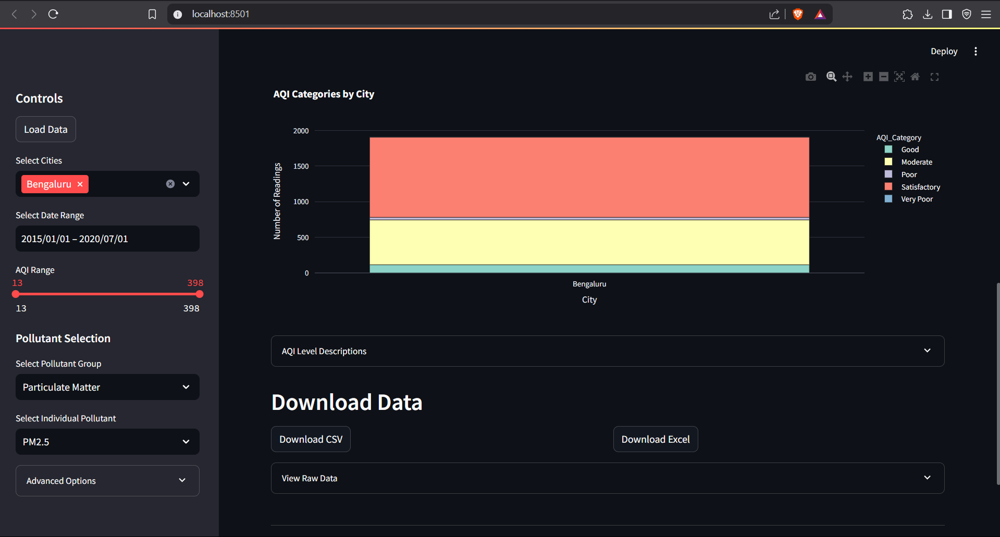 localhost:8501
Deploy
Controls
Load Data
Select Cities
Bengaluru
Select Date Range
2015/01/01 – 2020/07/01
AQI Range
13 398
13 398
Pollutant Selection
Select Pollutant Group
Particulate Matter
Select Individual Pollutant
PM2.5
Advanced Options
AQI Categories by City
Number of Readings
2000
1500
1000
500
0
Bengaluru
City
AQI_Category
Good
Moderate
Poor
Satisfactory
Very Poor
AQI Level Descriptions
Download Data
Download CSV
Download Excel
View Raw Data